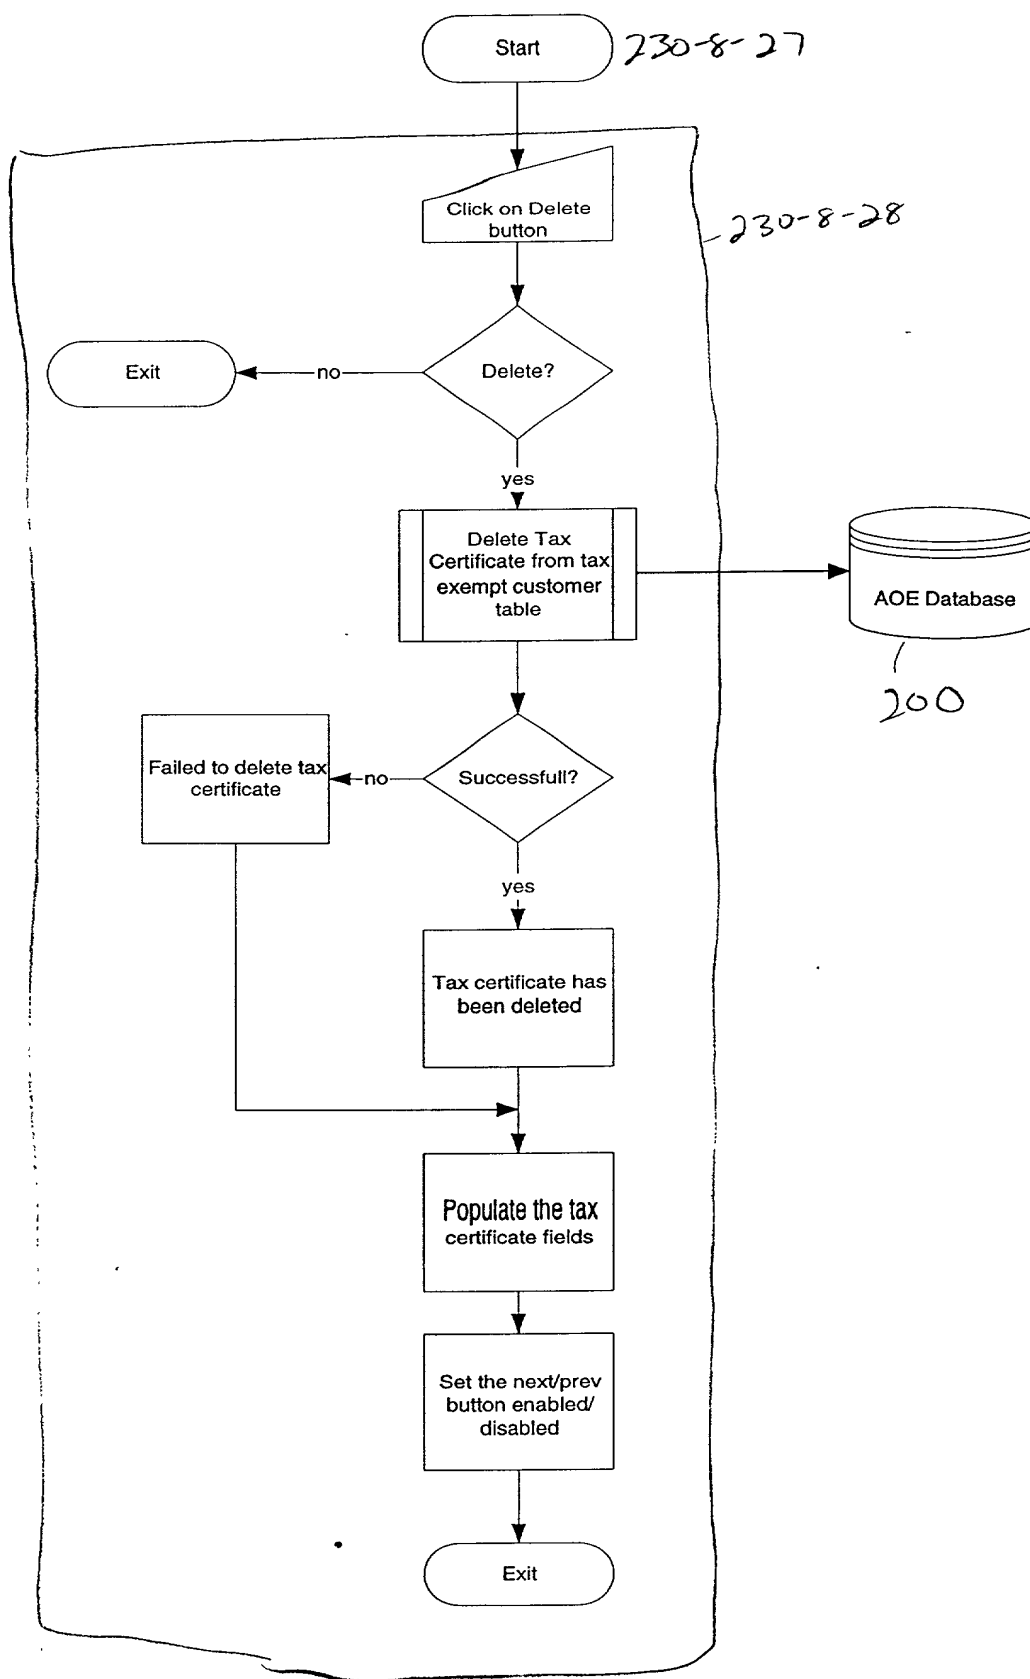 Start
230-8-27
Click on Delete
button
230-8-28
Delete?
no
Exit
yes
Delete Tax
Certificate from tax
exempt customer
table
AOE Database
200
Successfull?
no
Failed to delete tax
certificate
yes
Tax certificate has
been deleted
Populate the tax
certificate fields
Set the next/prev
button enabled/
disabled
Exit